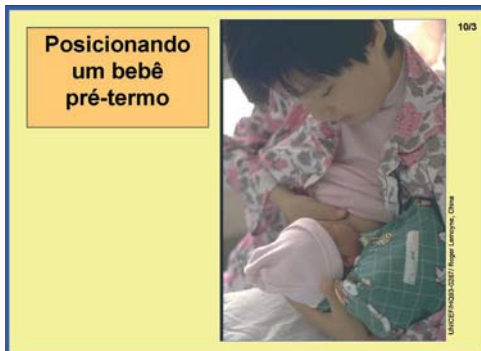 Posicionando
um bebê
pré-termo
10/3
UNICEF/HQ93-0287/ Roger Lemoyne, China